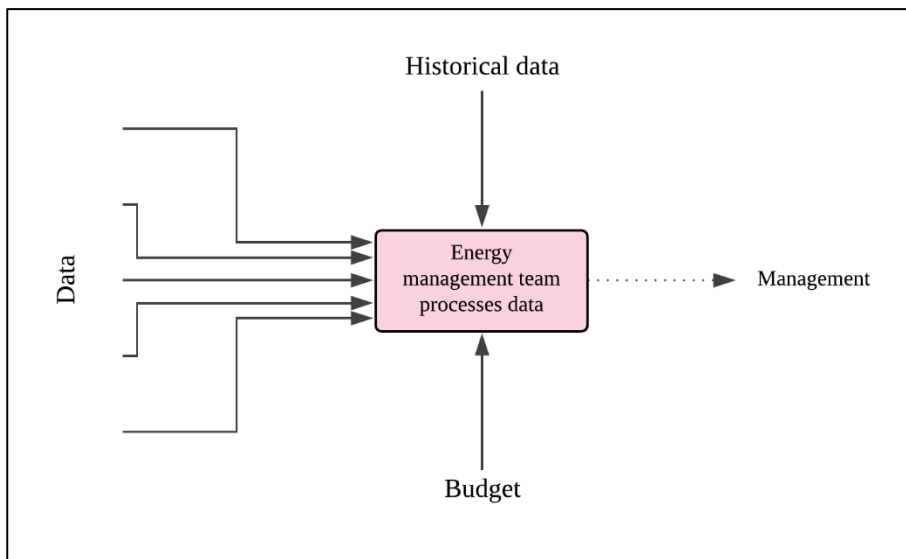 Historical data
Data
Energy
management team
processes data
Management
Budget